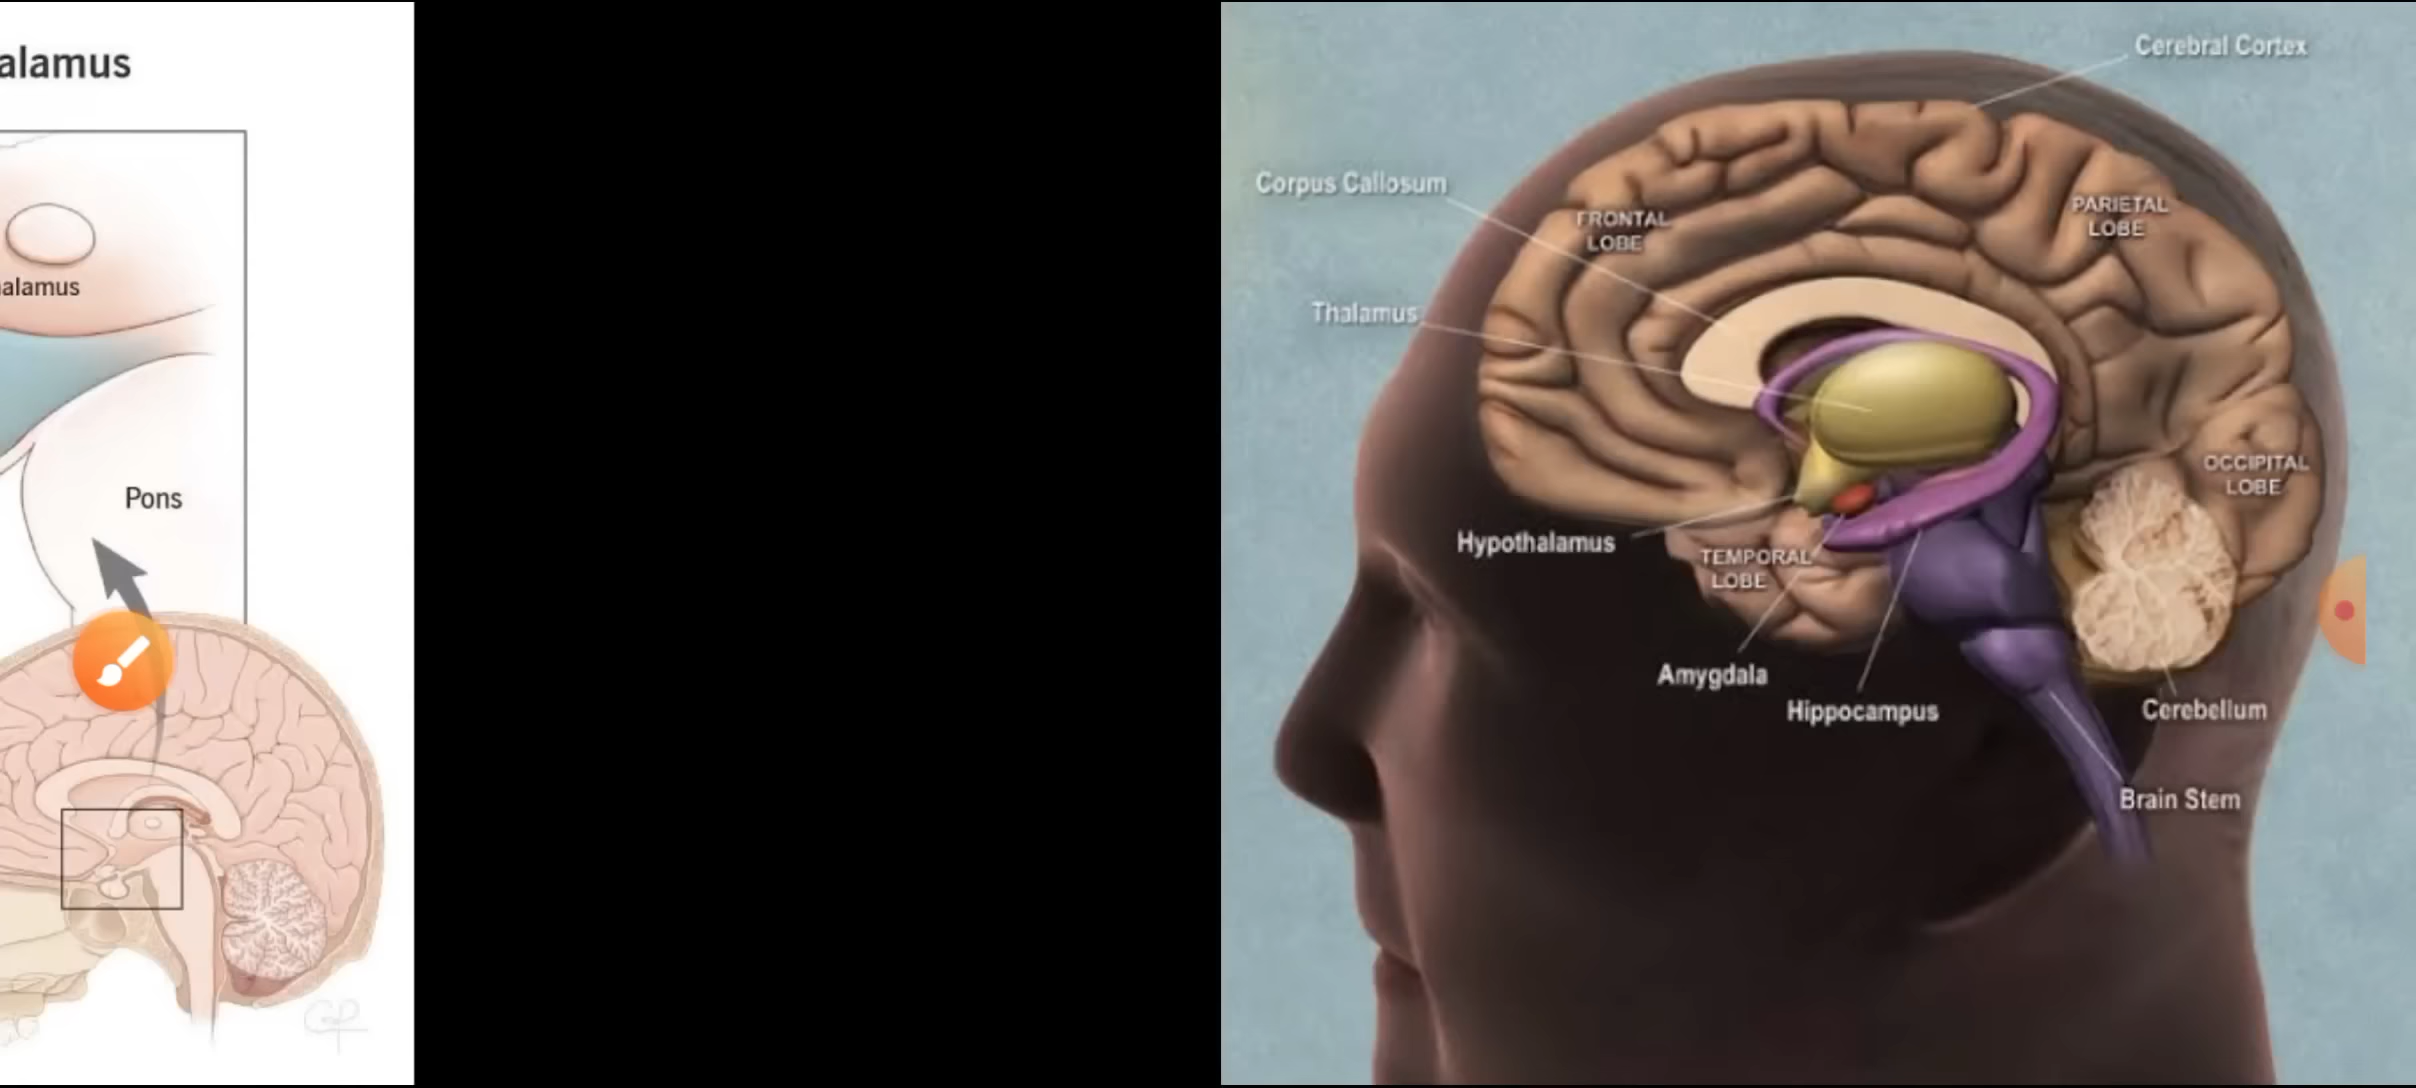 alamus
alamus
Pons
Cerebral Cortex
Corpus Callosum
FRONTAL
LOBE
PARIETAL
LOBE
Thalamus
OCCIPITAL
LOBE
Hypothalamus
TEMPORAL
LOBE
Amygdala
Hippocampus
Cerebellum
Brain Stem